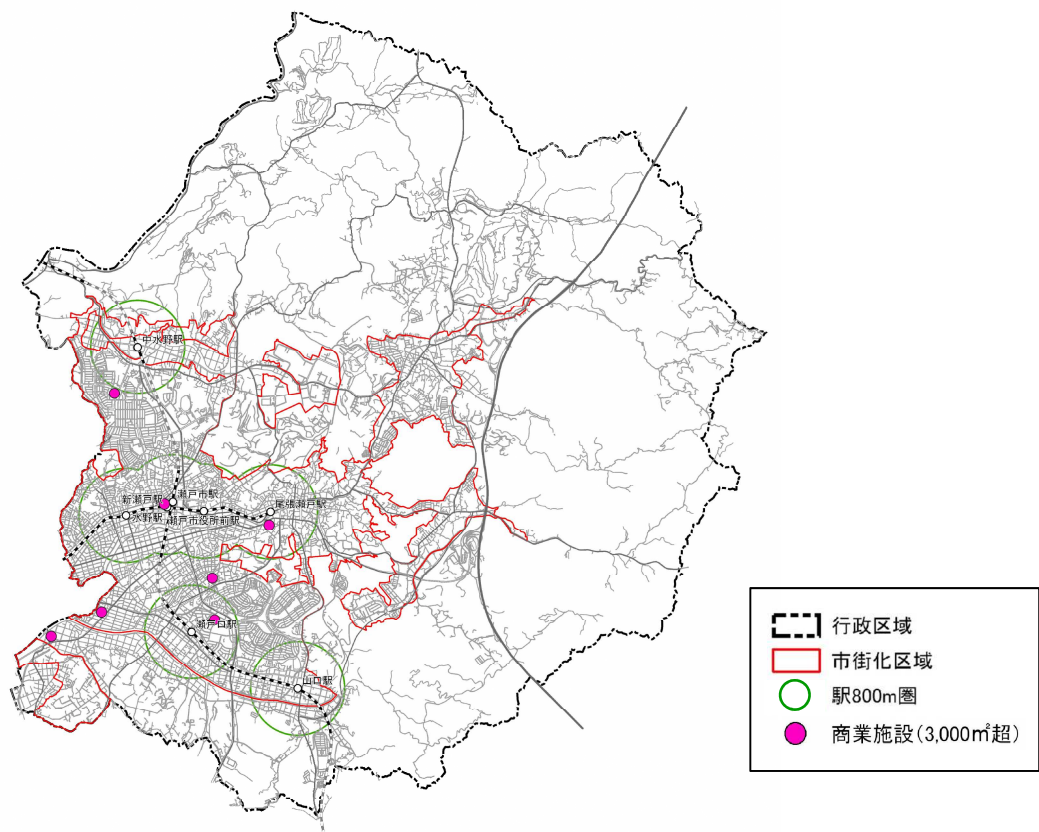 中水野駅
新瀬戸駅
瀬戸市駅
尾張瀬戸駅
水野駅
瀬戸市役所前駅
瀬戸口駅
山口駅
行政区域
市街化区域
駅800m圏
商業施設(3,000㎡超)